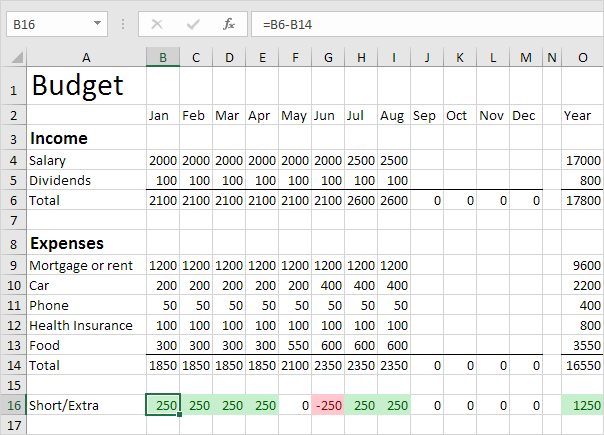 B16 fx =B6-B14
A B C D E F G H I J K L M N O
1 Budget
2 Jan Feb Mar Apr May Jun Jul Aug Sep Oct Nov Dec Year
3 Income
4 Salary 2000 2000 2000 2000 2000 2000 2500 2500 17000
5 Dividends 100 100 100 100 100 100 100 100 800
6 Total 2100 2100 2100 2100 2100 2100 2600 2600 0 0 0 0 17800
7
8 Expenses
9 Mortgage or rent 1200 1200 1200 1200 1200 1200 1200 1200 9600
10 Car 200 200 200 200 200 400 400 400 2200
11 Phone 50 50 50 50 50 50 50 50 400
12 Health Insurance 100 100 100 100 100 100 100 100 800
13 Food 300 300 300 300 550 600 600 600 3550
14 Total 1850 1850 1850 1850 2100 2350 2350 2350 0 0 0 0 16550
15
16 Short/Extra 250 250 250 250 0 -250 250 250 0 0 0 0 1250
17